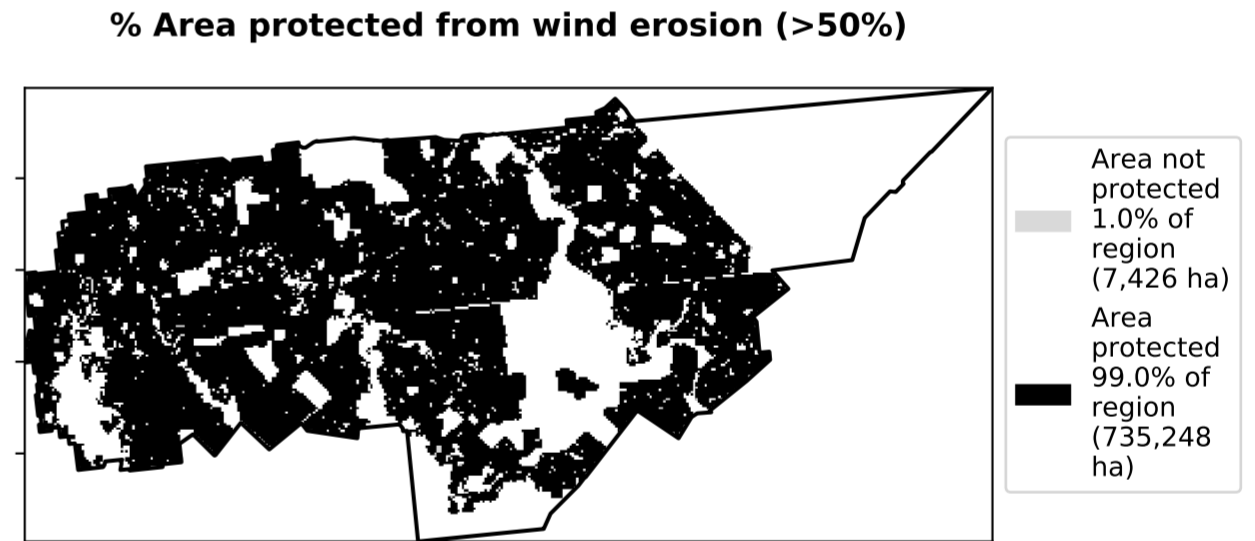 % Area protected from wind erosion (>50%)
Area not
protected
1.0% of
region
(7,426 ha)
Area
protected
99.0% of
region
(735,248
ha)